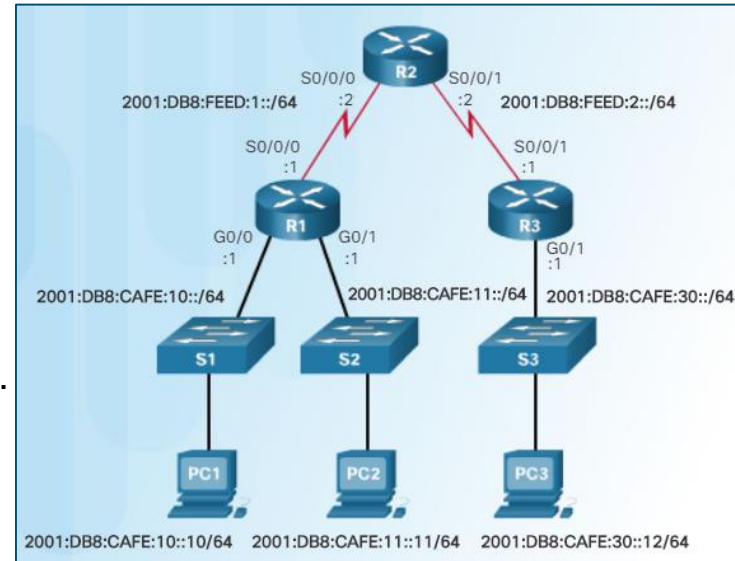 R2
S0/0/0 S0/0/1
:2 :2
2001:DB8:FEED:1::/64 2001:DB8:FEED:2::/64
S0/0/0 S0/0/1
:1 :1
R1 R3
G0/0 G0/1 G0/1
:1 :1 :1
2001:DB8:CAFE:10::/64 2001:DB8:CAFE:11::/64 2001:DB8:CAFE:30::/64
S1 S2 S3
.
PC1 PC2 PC3
2001:DB8:CAFE:10::10/64 2001:DB8:CAFE:11::11/64 2001:DB8:CAFE:30::12/64